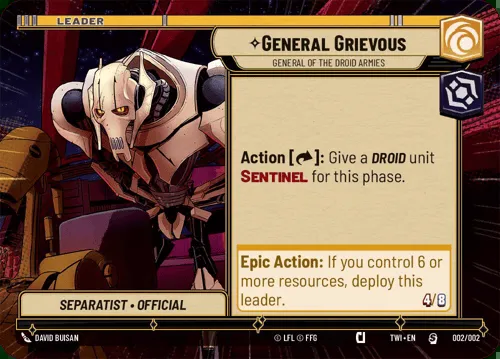 LEADER
✧GENERAL GRIEVOUS
GENERAL OF THE DROID ARMIES
Action [↷]: Give a DROID unit
SENTINEL for this phase.
Epic Action: If you control 6 or
more resources, deploy this
leader.
4/8
SEPARATIST • OFFICIAL
DAVID BUISAN
© LFL © FFG
TWI • EN
S
002/002